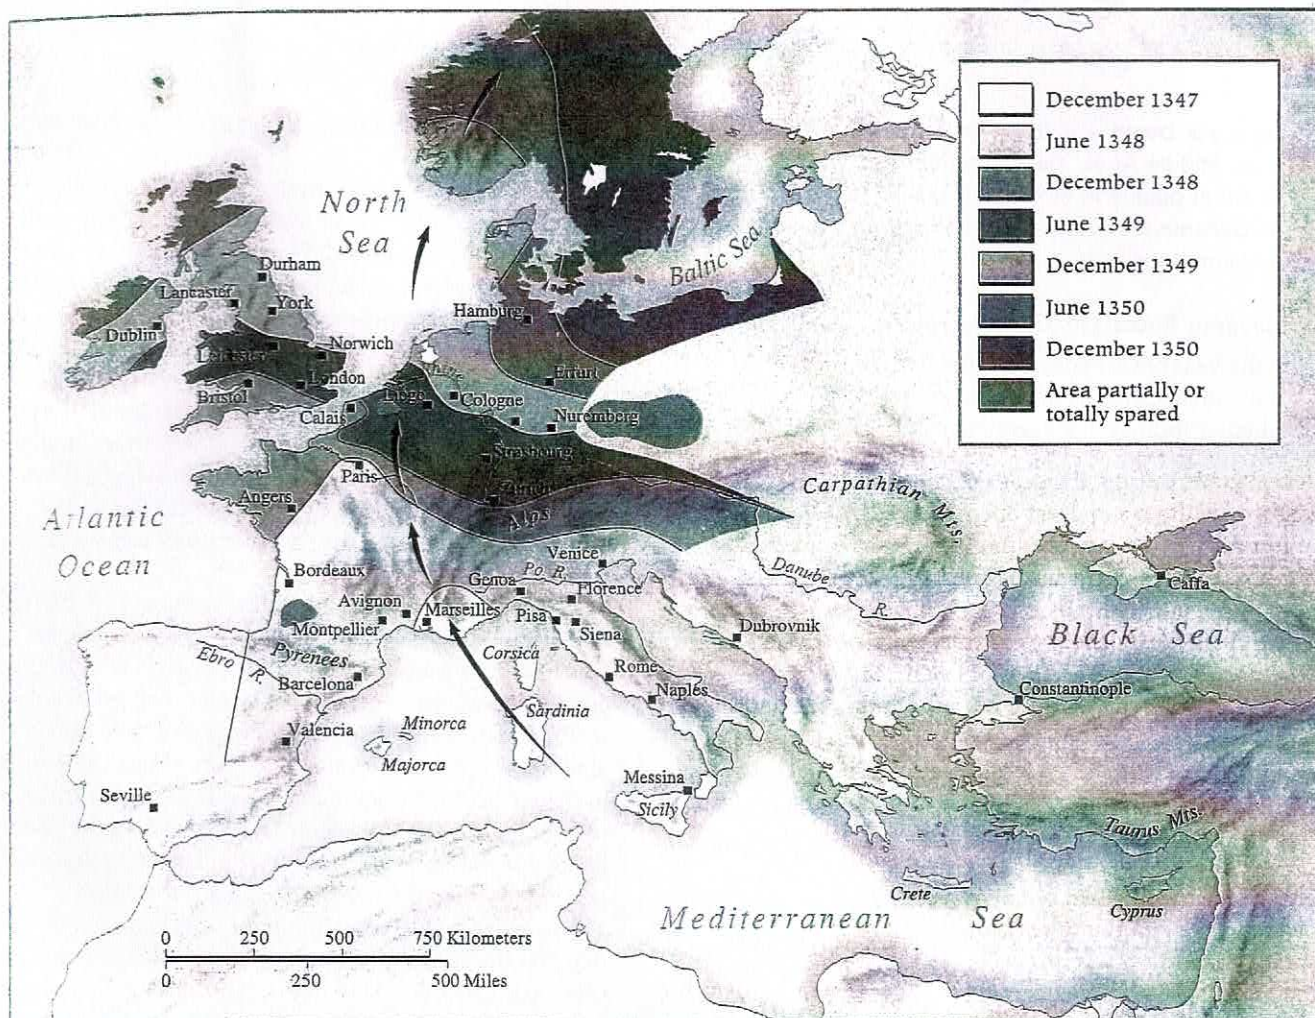 December 1347
June 1348
December 1348
June 1349
December 1349
June 1350
December 1350
Area partially or
totally spared
North
Sea
Baltic Sea
Durham
Lancaster
York
Dublin
Hamburg
Leicester
Norwich
London
Bristol
Calais
Rhine
Liège
Cologne
Erfurt
Nuremberg
Strasbourg
Paris
Zurich
Angers
Alps
Carpathian Mts.
Atlantic
Ocean
Venice
Po R.
Danube R.
Caffa
Bordeaux
Genoa
Florence
Avignon
Marseilles
Montpellier
Pisa
Siena
Dubrovnik
Black Sea
Pyrenees
Ebro R.
Corsica
Rome
Barcelona
Naples
Constantinople
Minorca
Sardinia
Valencia
Majorca
Messina
Seville
Sicily
Taurus Mts.
Crete
Cyprus
Mediterranean Sea
0 250 500 750 Kilometers
0 250 500 Miles